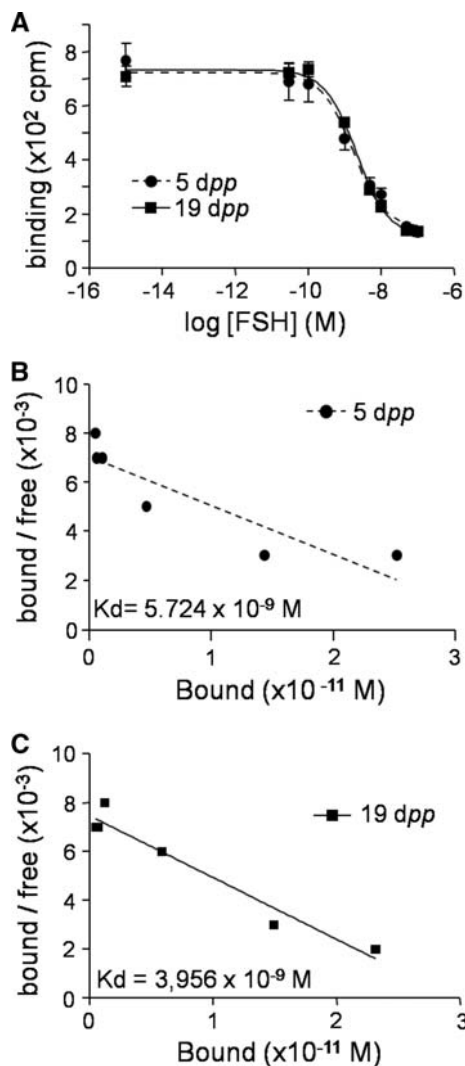 A
binding (x10² cpm)
10
8
6
4
2
0
5 dpp
19 dpp
-16 -14 -12 -10 -8 -6
log [FSH] (M)
B
bound / free (x10⁻³)
10
8
6
4
2
0
5 dpp
Kd= 5.724 x 10⁻⁹ M
0 1 2 3
Bound (x10⁻¹¹ M)
C
bound / free (x10⁻³)
10
8
6
4
2
0
19 dpp
Kd = 3,956 x 10⁻⁹ M
0 1 2 3
Bound (x10⁻¹¹ M)